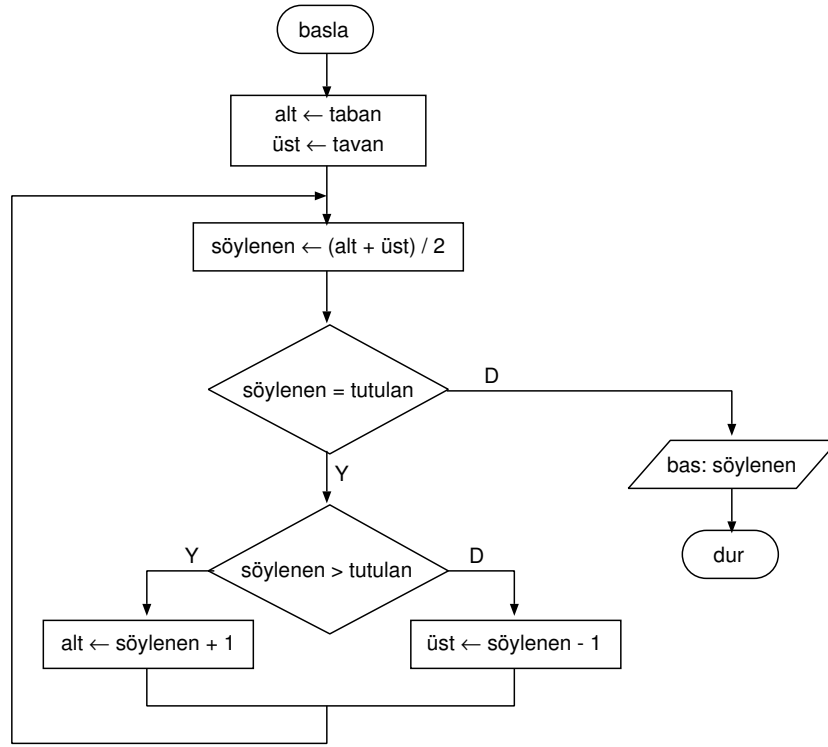 basla
alt ← taban
üst ← tavan
söylenen ← (alt + üst) / 2
söylenen = tutulan
D
Y
bas: söylenen
dur
söylenen > tutulan
Y
D
alt ← söylenen + 1
üst ← söylenen - 1